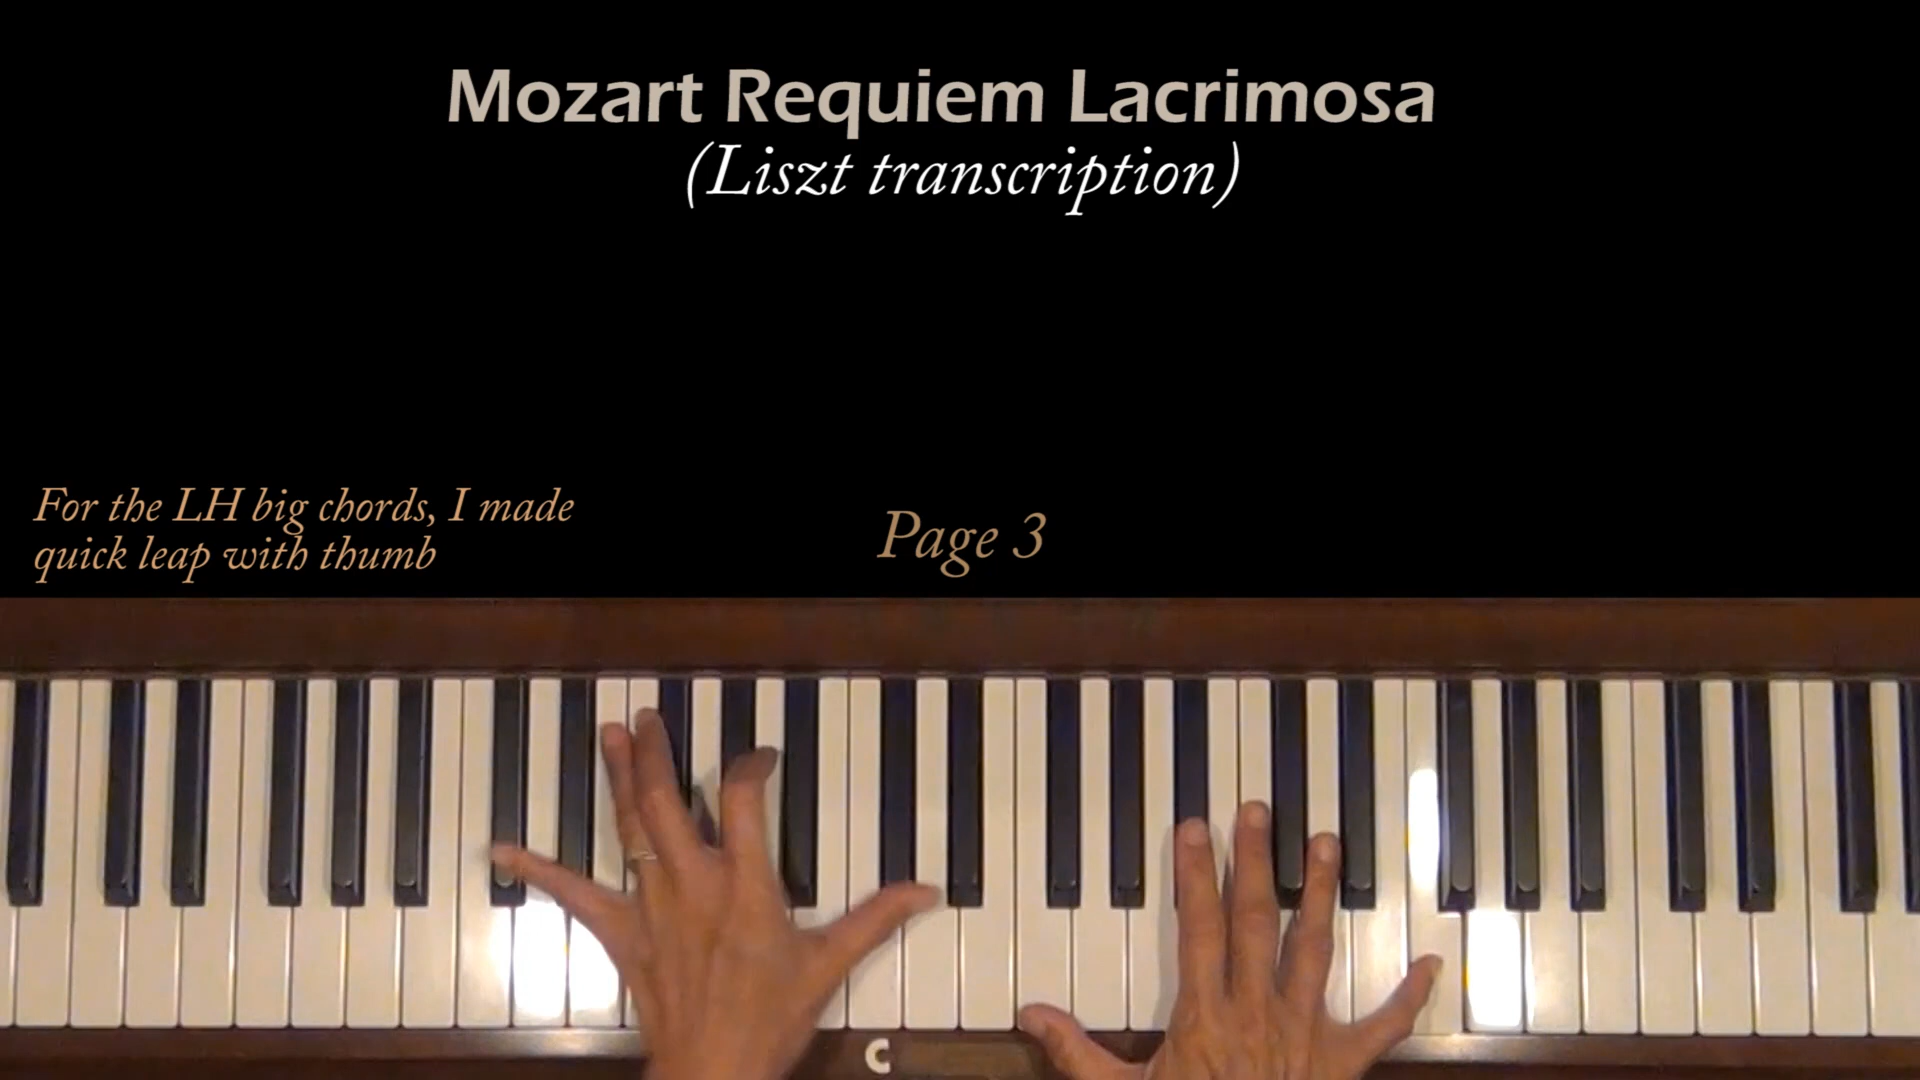 Mozart Requiem Lacrimosa
(Liszt transcription)
For the LH big chords, I made
quick leap with thumb
Page 3
C